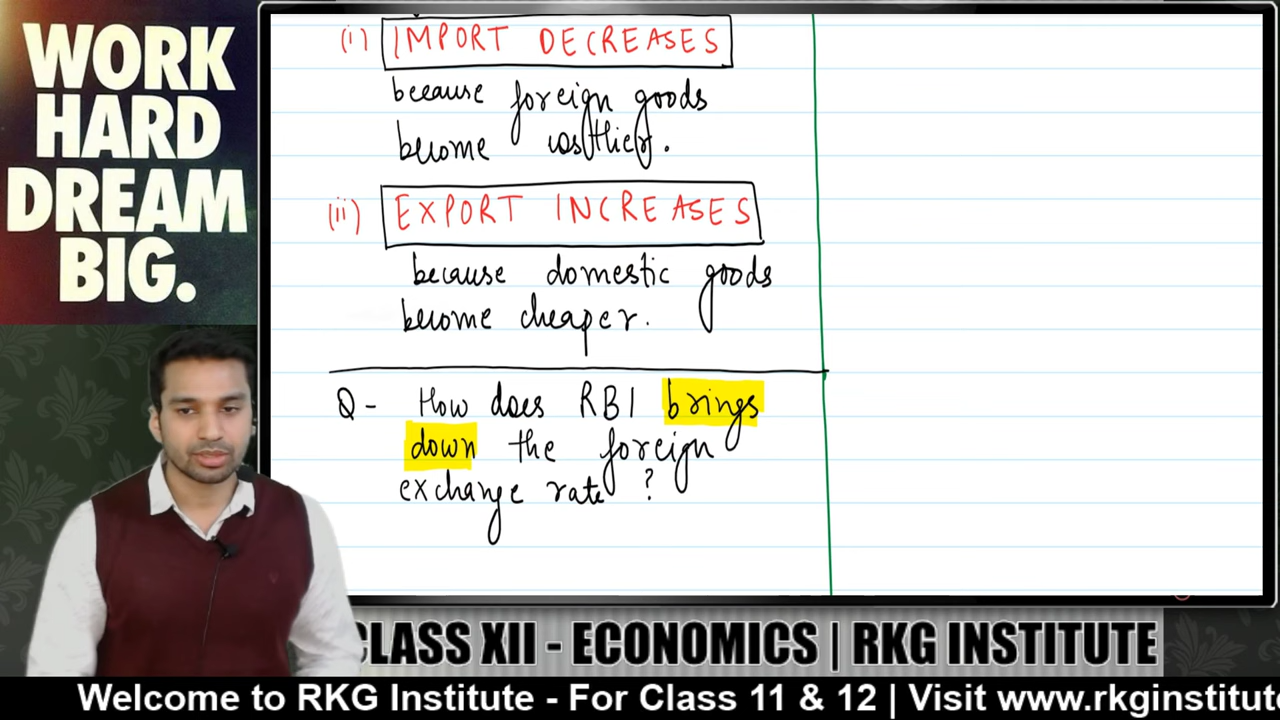 WORK
HARD
DREAM
BIG.
(i) IMPORT DECREASES
because foreign goods
become costlier.
(ii) EXPORT INCREASES
because domestic goods
become cheaper.
Q- How does RBI brings
down the foreign
exchange rate ?
CLASS XII - ECONOMICS | RKG INSTITUTE
Welcome to RKG Institute - For Class 11 & 12 | Visit www.rkginstitute